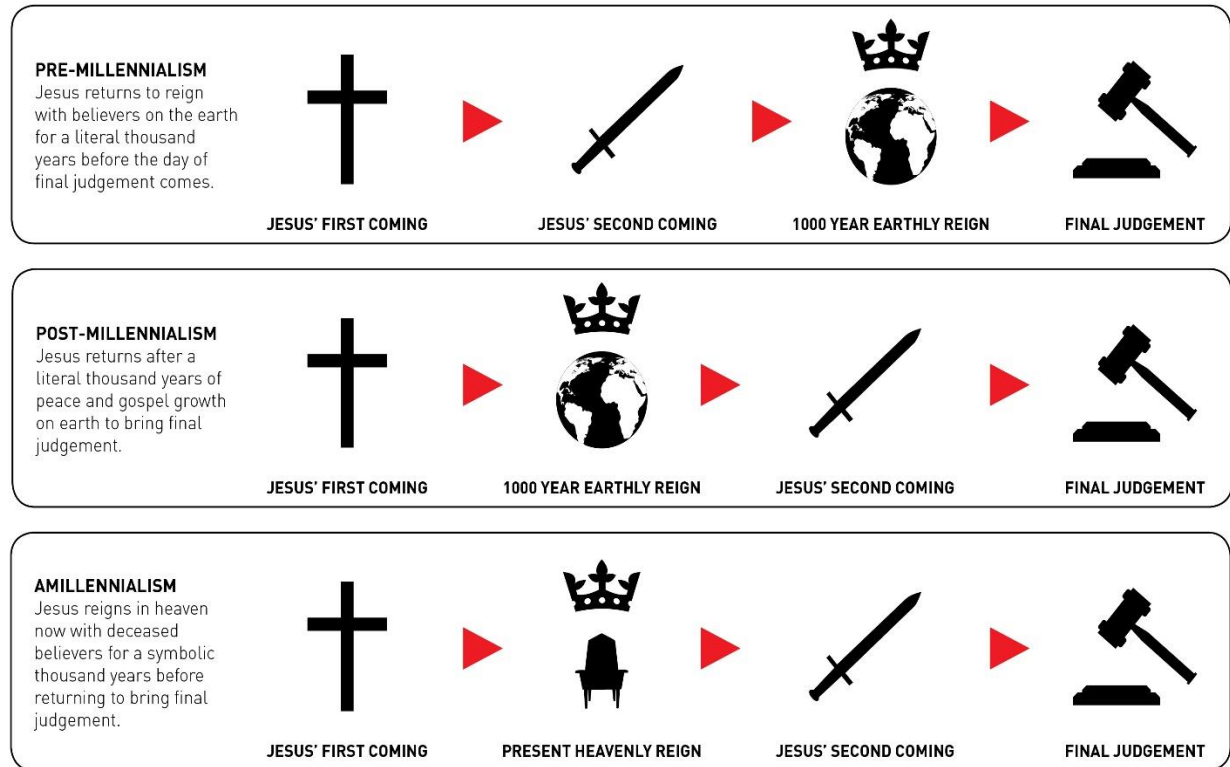 PRE-MILLENNIALISM
Jesus returns to reign
with believers on the earth
for a literal thousand
years before the day of
final judgement comes.
JESUS' FIRST COMING
JESUS' SECOND COMING
1000 YEAR EARTHLY REIGN
FINAL JUDGEMENT
POST-MILLENNIALISM
Jesus returns after a
literal thousand years of
peace and gospel growth
on earth to bring final
judgement.
JESUS' FIRST COMING
1000 YEAR EARTHLY REIGN
JESUS' SECOND COMING
FINAL JUDGEMENT
AMILLENNIALISM
Jesus reigns in heaven
now with deceased
believers for a symbolic
thousand years before
returning to bring final
judgement.
JESUS' FIRST COMING
PRESENT HEAVENLY REIGN
JESUS' SECOND COMING
FINAL JUDGEMENT